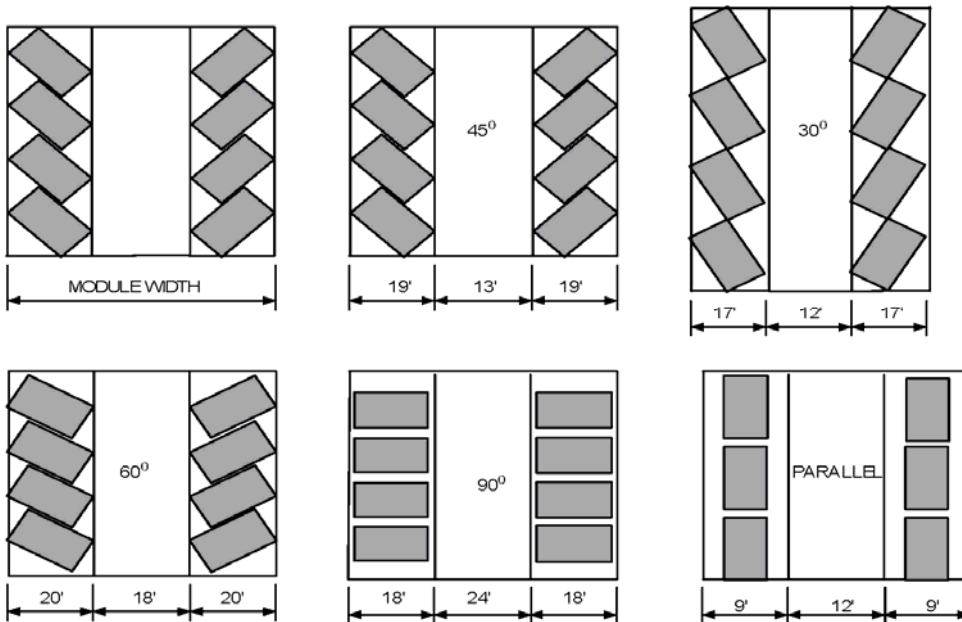 45⁰
30⁰
MODULE WIDTH
19' 13' 19'
17' 12' 17'
60⁰
90⁰
PARALLEL
20' 18' 20'
18' 24' 18'
9' 12' 9'